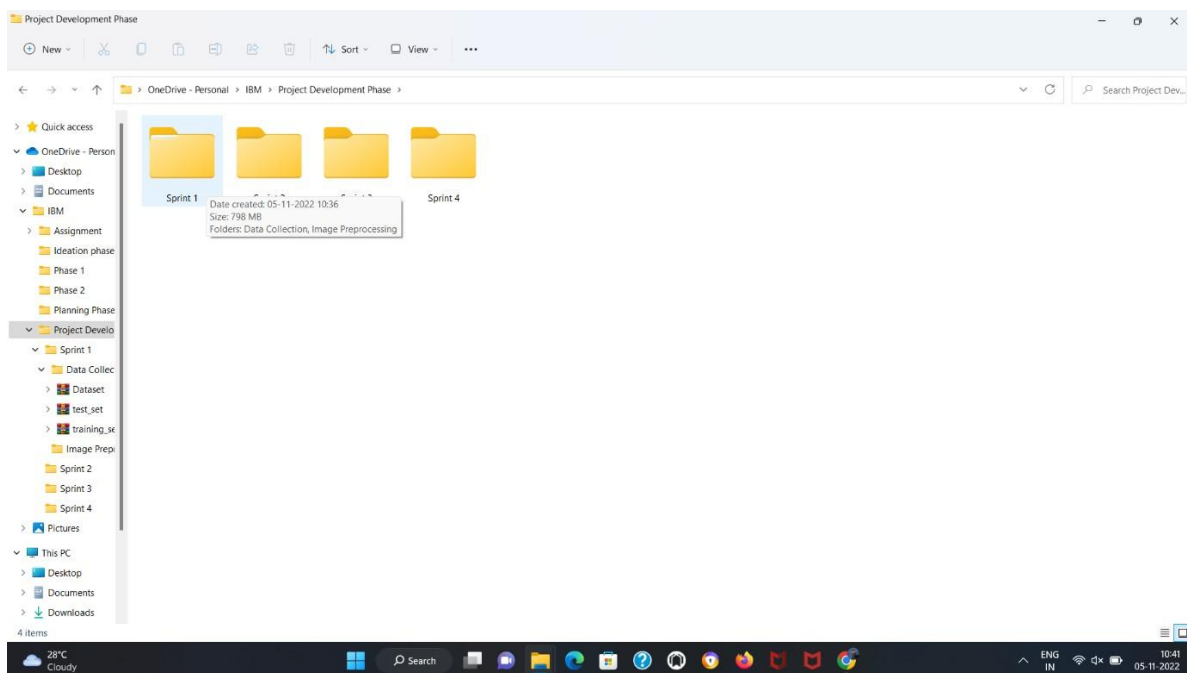 Project Development Phase
New
Sort
View
OneDrive - Personal > IBM > Project Development Phase >
Search Project Dev...
Quick access
OneDrive - Person
Desktop
Documents
IBM
Assignment
Ideation phase
Phase 1
Phase 2
Planning Phase
Project Develo
Sprint 1
Data Collec
Dataset
test_set
training_se
Image Prep
Sprint 2
Sprint 3
Sprint 4
Pictures
This PC
Desktop
Documents
Downloads
Sprint 1
Sprint 4
Date created: 05-11-2022 10:36
Size: 798 MB
Folders: Data Collection, Image Preprocessing
4 items
28°C
Cloudy
Search
ENG
IN
10:41
05-11-2022